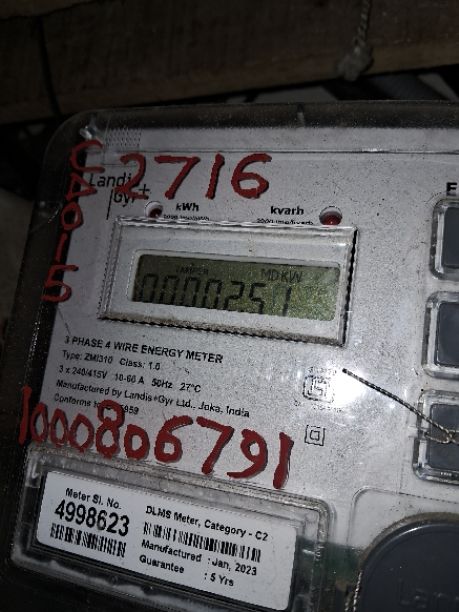 2716
CA015
Landis+
Gyr+
kWh
kvarh
TAMPER MD KW
3 PHASE 4 WIRE ENERGY METER
Type: ZMI310 Class: 1.0
3 x 240/415V 10-60 A 50Hz 27°C
Manufactured by Landis+Gyr Ltd., Joka, India
Conforms
1000806791
Meter Sl. No.
4998623
DLMS Meter, Category - C2
Manufactured : Jan, 2023
Guarantee : 5 Yrs
E